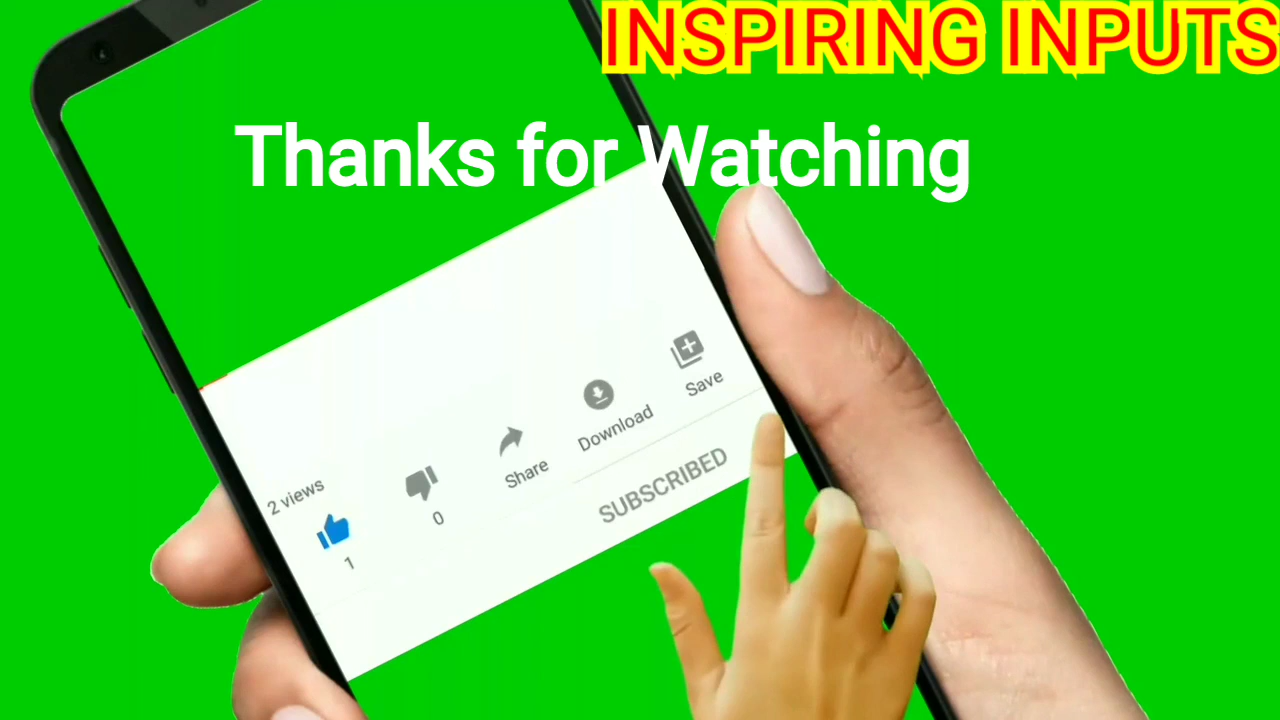 INSPIRING INPUTS
Thanks for Watching
2 views
1
0
Share
Download
Save
SUBSCRIBED